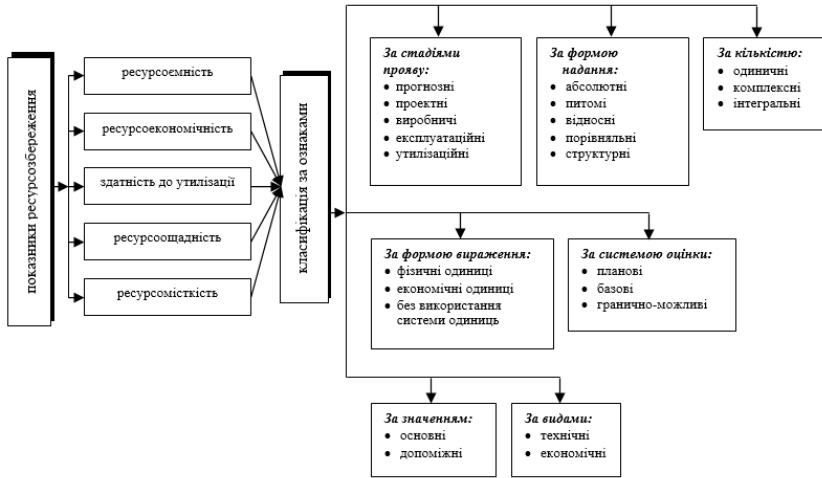 показники ресурсозбереження
ресурсоємність
ресурсоекономічність
здатність до утилізації
ресурсоощадність
ресурсомісткість
класифікація за ознаками
За стадіями
прояву:
• прогнозні
• проектні
• виробничі
• експлуатаційні
• утилізаційні
За формою
надання:
• абсолютні
• питомі
• відносні
• порівняльні
• структурні
За кількістю:
• одиничні
• комплексні
• інтегральні
За формою вираження:
• фізичні одиниці
• економічні одиниці
• без використання
системи одиниць
За системою оцінки:
• планові
• базові
• гранично-можливі
За значенням:
• основні
• допоміжні
За видами:
• технічні
• економічні